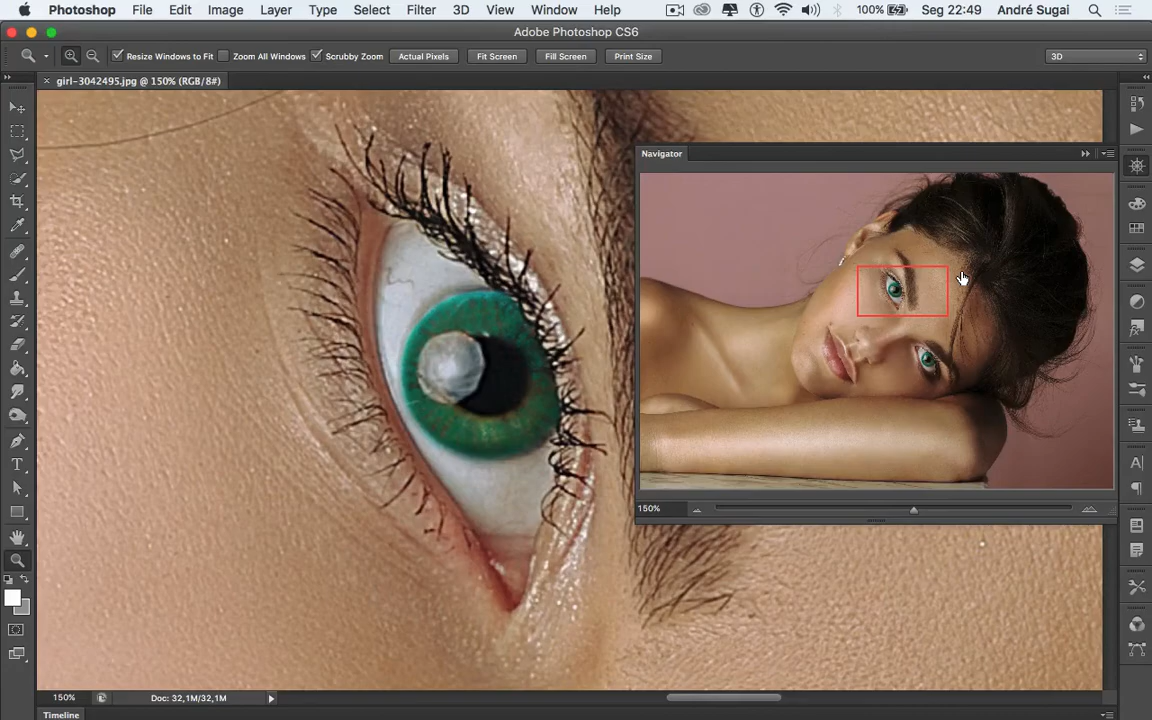 Photoshop File Edit Image Layer Type Select Filter 3D View Window Help 100% Seg 22:49 André Sugai
Adobe Photoshop CS6
Resize Windows to Fit Zoom All Windows Scrubby Zoom Actual Pixels Fit Screen Fill Screen Print Size 3D
girl-3042495.jpg @ 150% (RGB/8#)
Navigator
150%
150% Doc: 32,1M/32,1M
Timeline